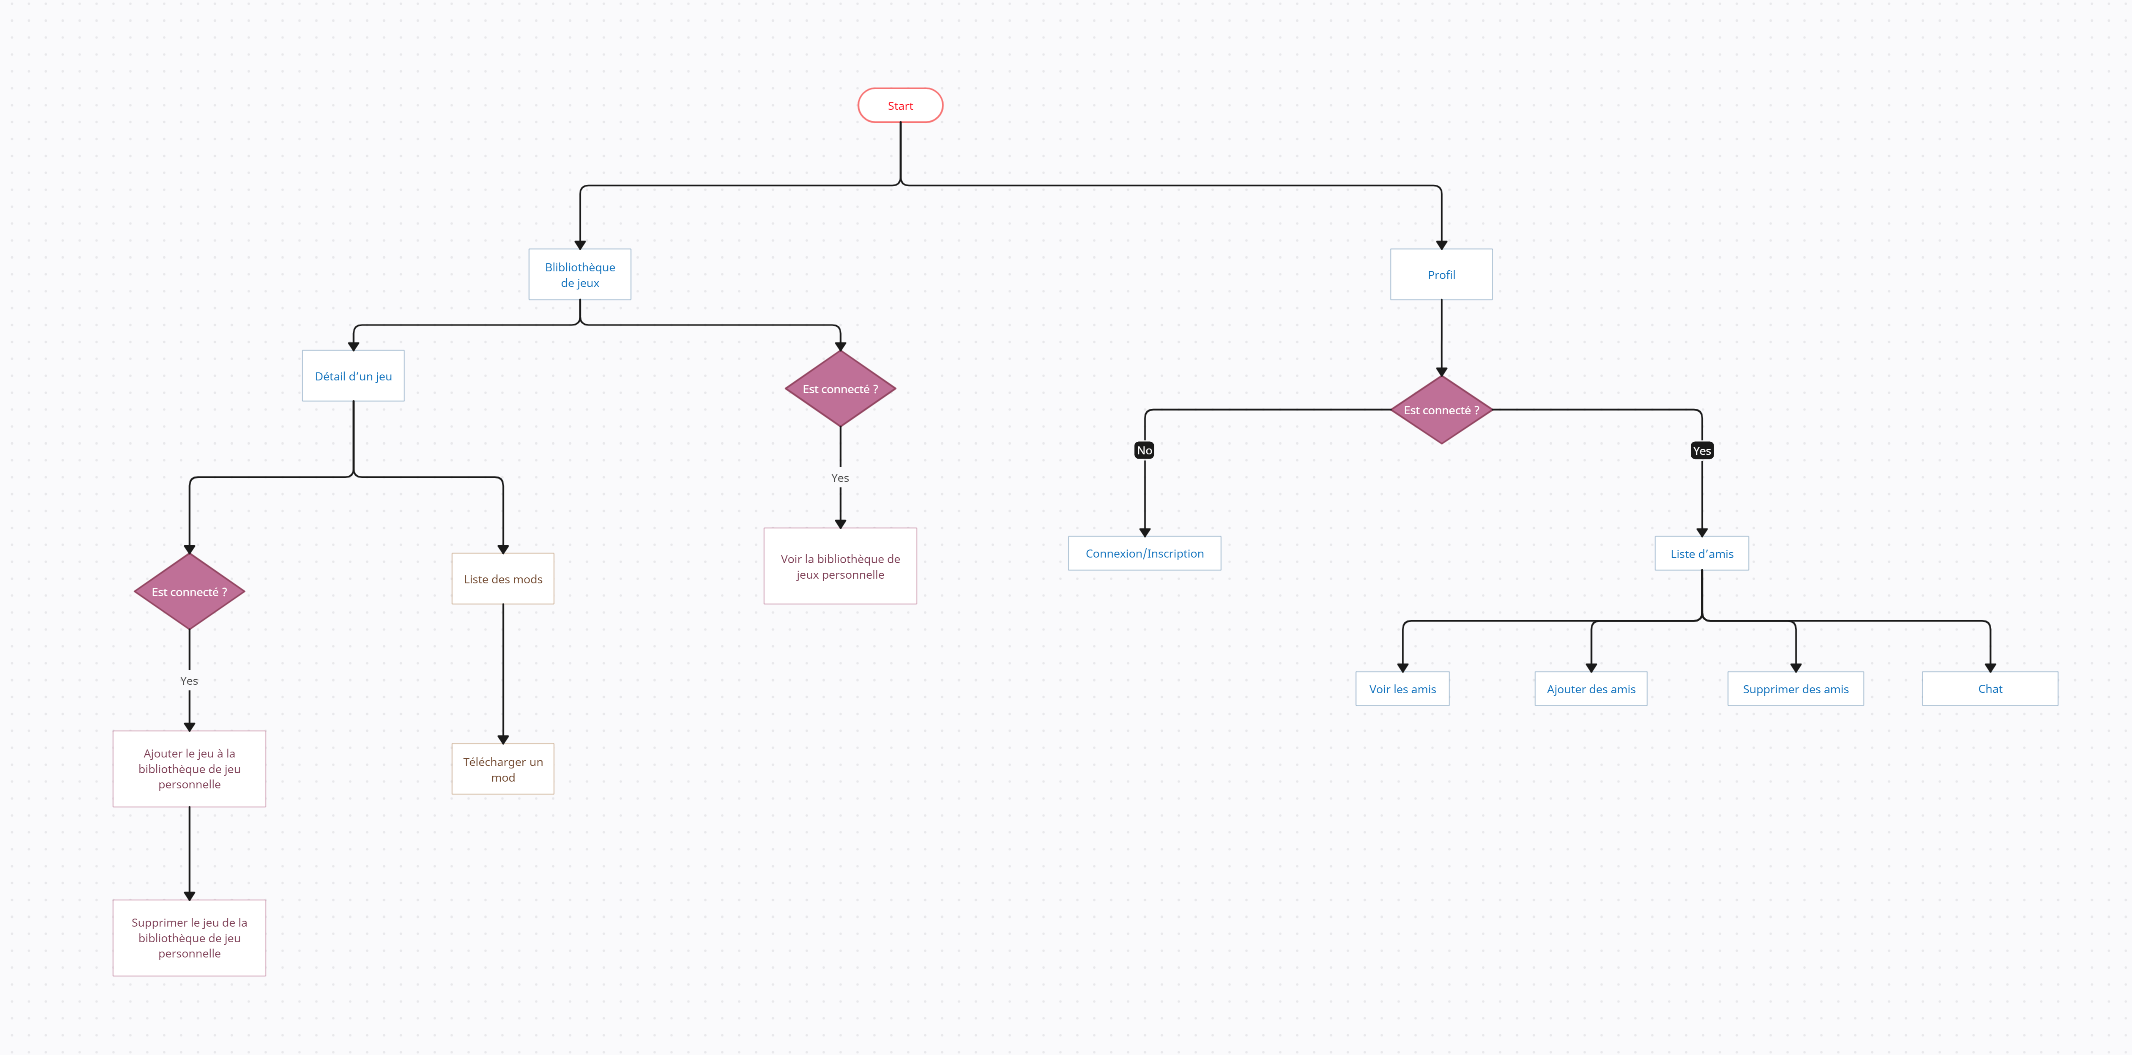 Start
Blibliothèque
de jeux
Profil
Détail d'un jeu
Est connecté ?
Est connecté ?
No
Yes
Yes
Voir la bibliothèque de
jeux personnelle
Connexion/Inscription
Liste d'amis
Est connecté ?
Liste des mods
Yes
Voir les amis
Ajouter des amis
Supprimer des amis
Chat
Ajouter le jeu à la
bibliothèque de jeu
personnelle
Télécharger un
mod
Supprimer le jeu de la
bibliothèque de jeu
personnelle